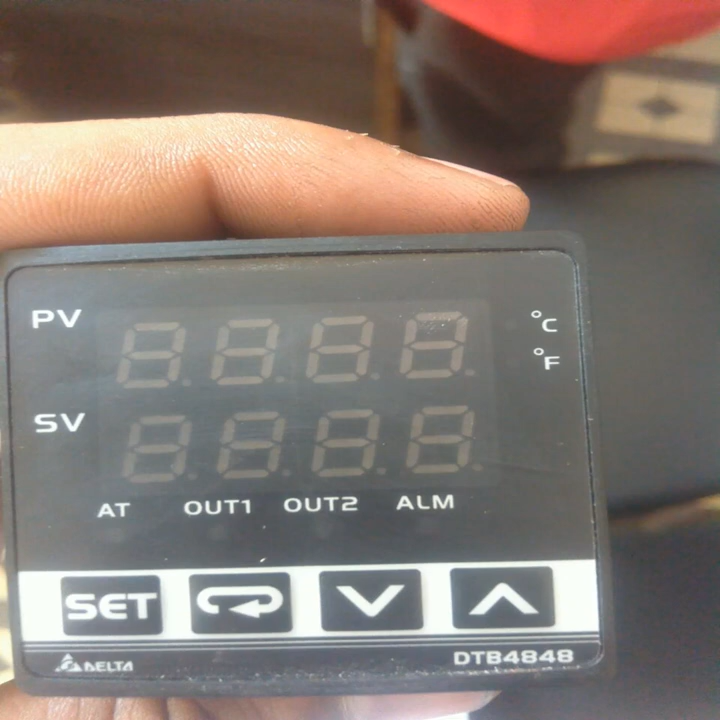 PV
°C
°F
SV
AT OUT1 OUT2 ALM
SET
DELTA DTB4848